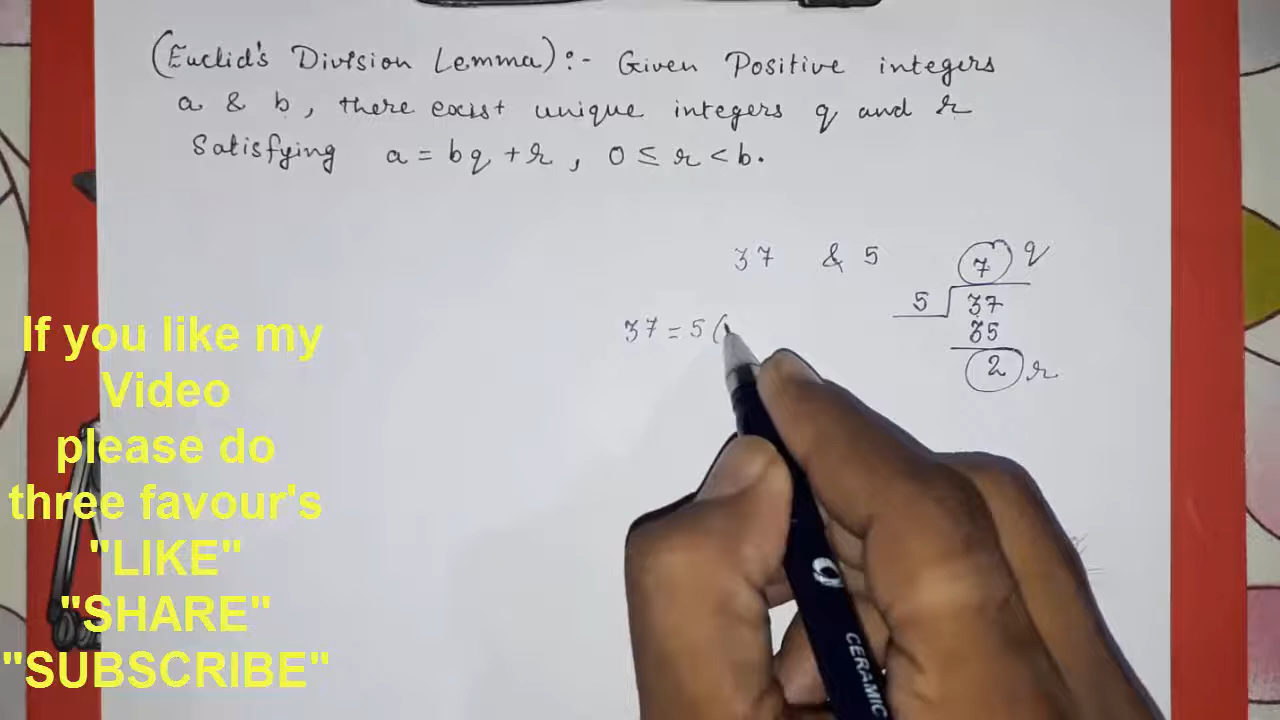 (Euclid's Division Lemma):- Given Positive integers
a & b, there exist unique integers q and r
Satisfying a = bq + r, 0 ≤ r < b.
37 & 5
7 q
5 37
35
2 r
37 = 5 (
If you like my
Video
please do
three favour's
"LIKE"
"SHARE"
"SUBSCRIBE"
CERAMIC